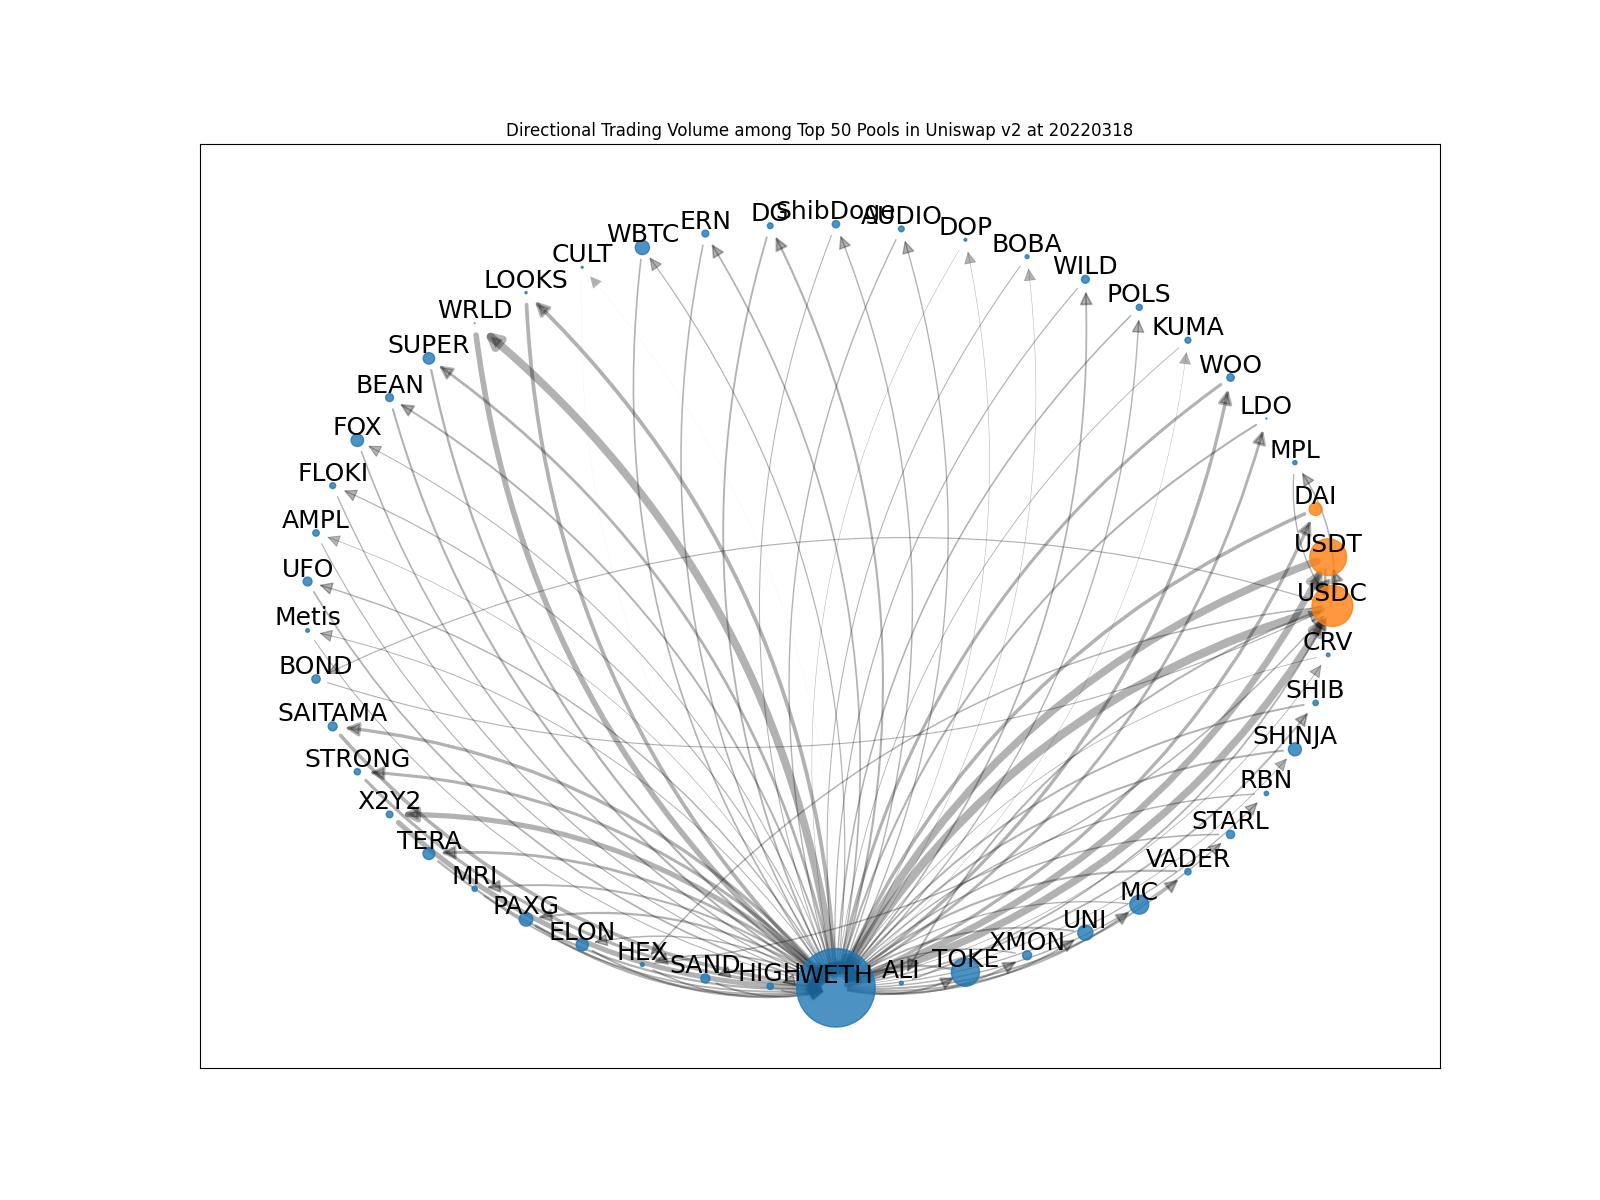 Directional Trading Volume among Top 50 Pools in Uniswap v2 at 20220318
ShibDoge
DG
AUDIO
ERN
DOP
WBTC
BOBA
CULT
WILD
LOOKS
POLS
WRLD
KUMA
SUPER
WOO
BEAN
LDO
FOX
MPL
FLOKI
DAI
AMPL
USDT
UFO
USDC
Metis
CRV
BOND
SHIB
SAITAMA
SHINJA
STRONG
RBN
X2Y2
STARL
TERA
VADER
MRI
MC
PAXG
UNI
ELON
XMON
HEX
TOKE
SAND
ALI
HIGH
WETH